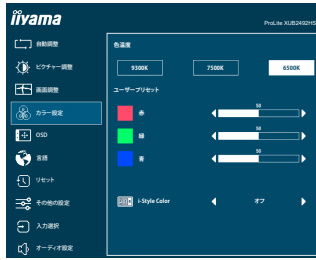 iiyama
ProLite XUB2492HS
自動調整
ピクチャー調整
画面調整
カラー設定
OSD
言語
リセット
その他の設定
入力選択
オーディオ設定
色温度
9300K
7500K
6500K
ユーザープリセット
赤
50
緑
50
青
50
i-Style Color
オフ